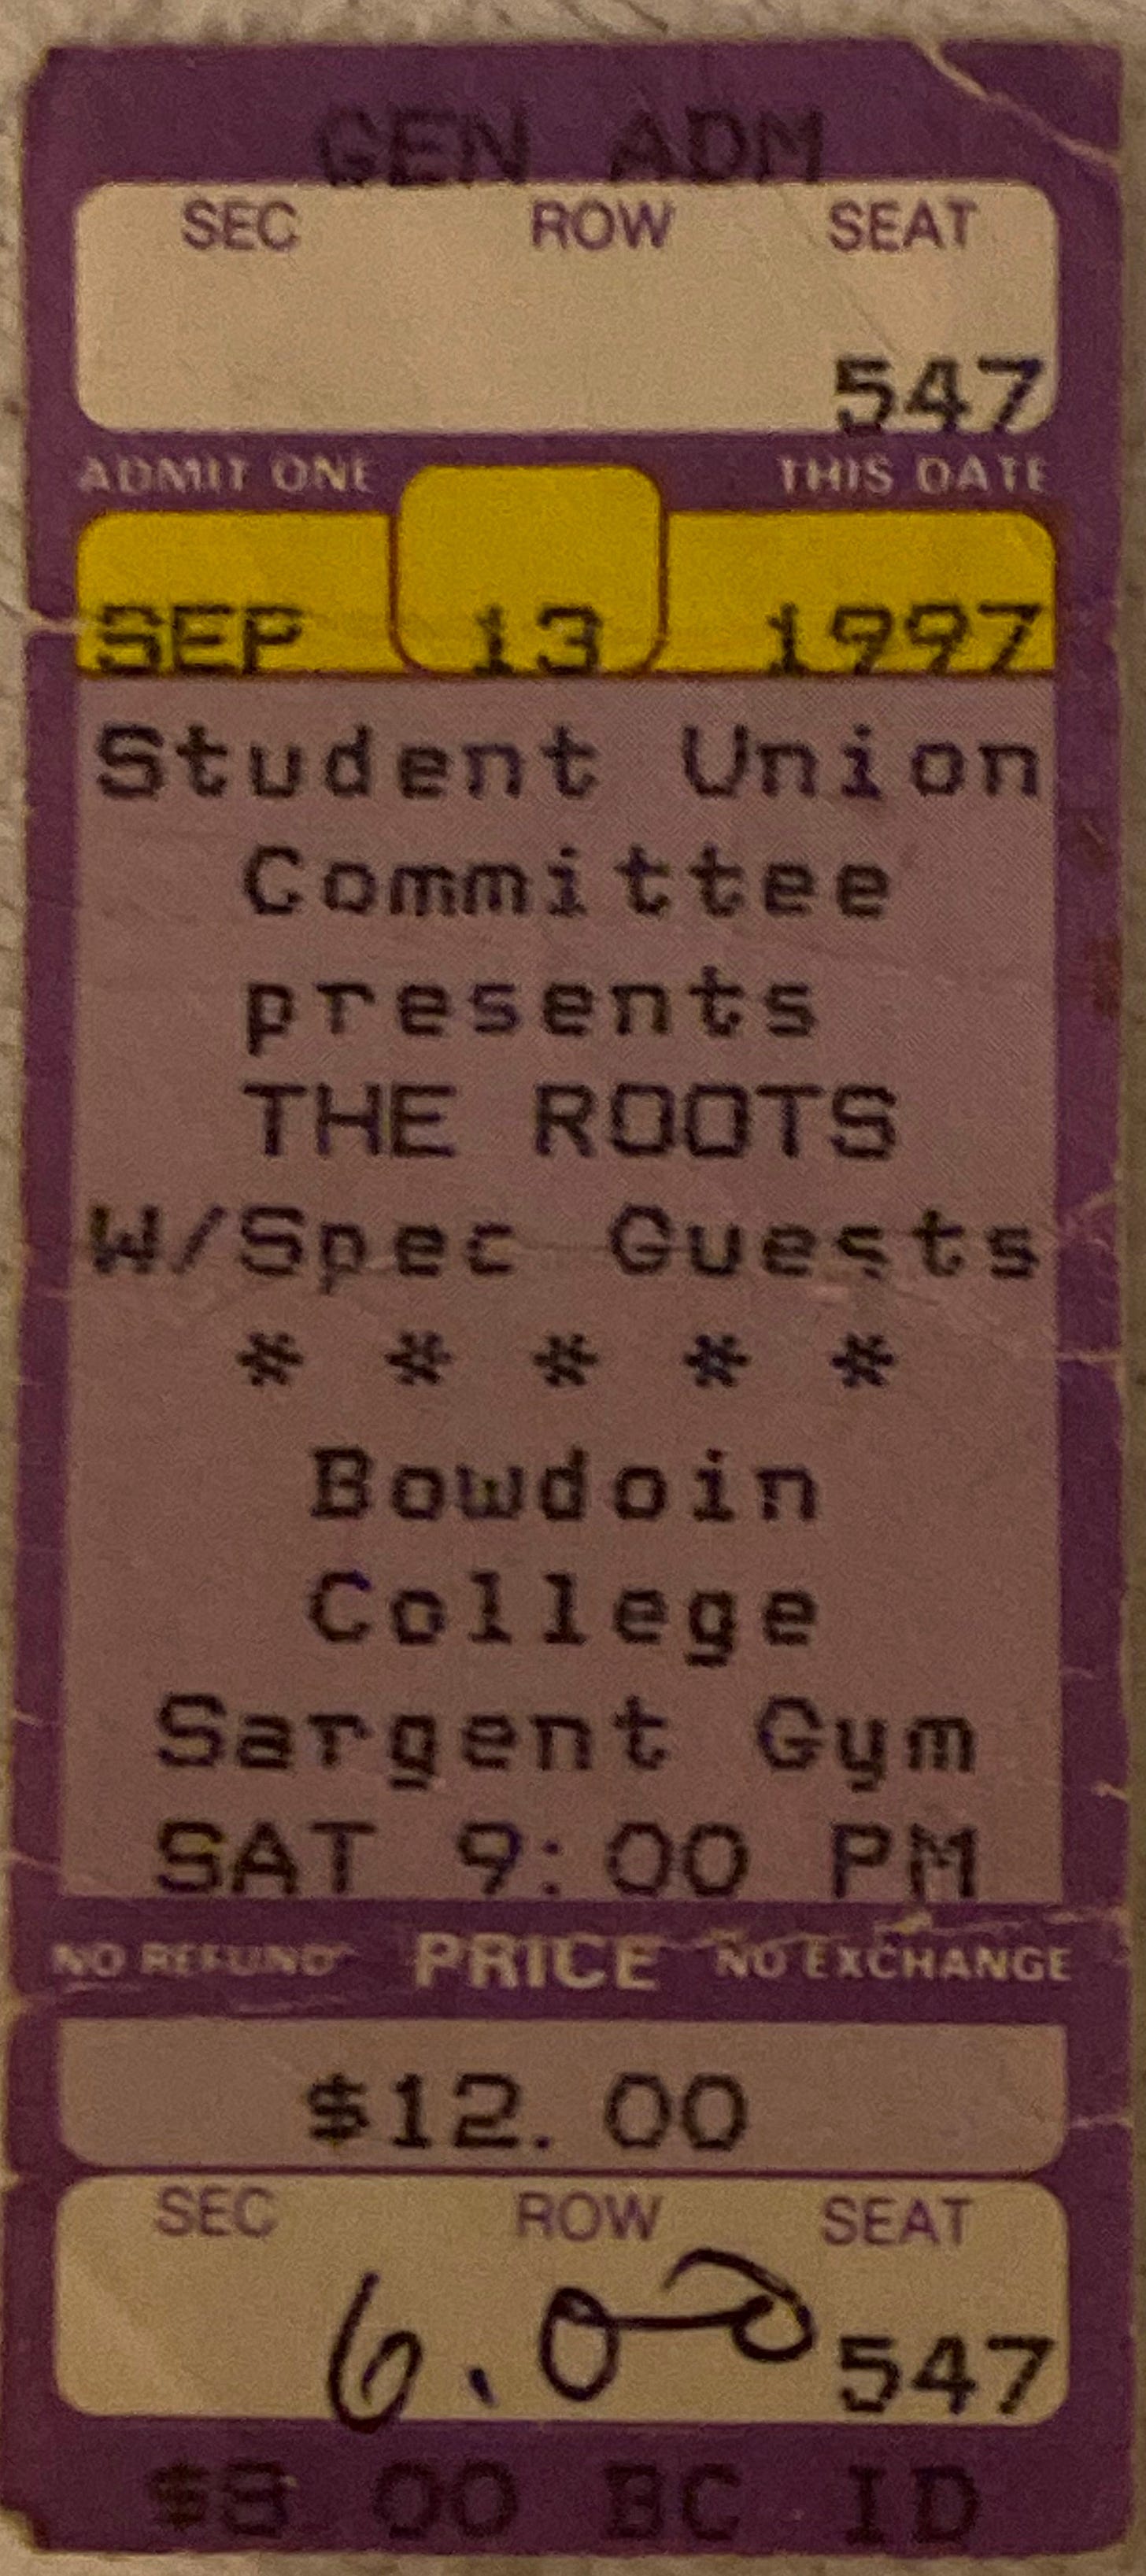 GEN ADM
SEC ROW SEAT
547
ADMIT ONE THIS DATE
SEP 13 1997
Student Union
Committee
presents
THE ROOTS
W/Spec Guests
* * * * *
Bowdoin
College
Sargent Gym
SAT 9:00 PM
NO REFUND PRICE NO EXCHANGE
$12.00
SEC ROW SEAT
6.00 547
$8 00 BC ID